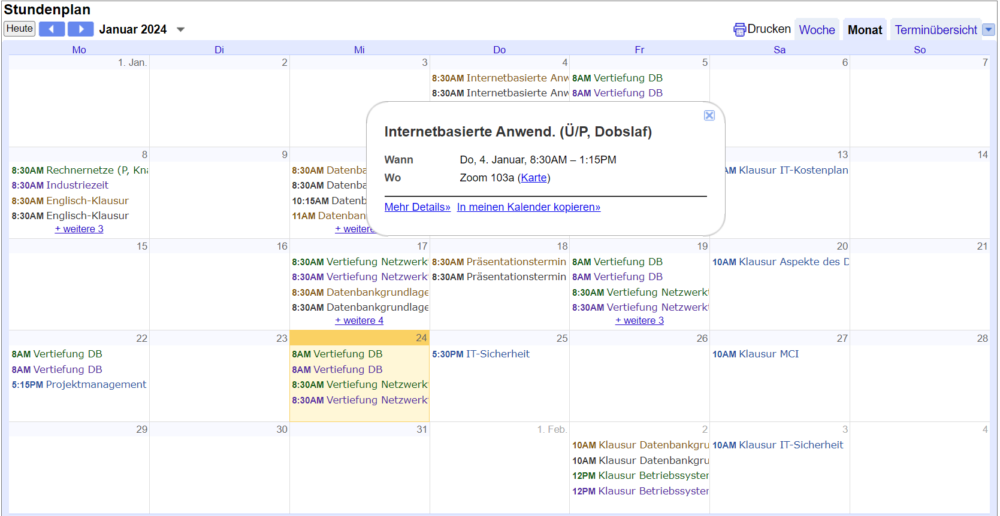 Stundenplan
Heute Januar 2024 Drucken Woche Monat Terminübersicht
Mo Di Mi Do Fr Sa So
1. Jan. 2 3 4 5 6 7
8:30AM Internetbasierte Anw 8AM Vertiefung DB
8:30AM Internetbasierte Anw 8AM Vertiefung DB
Internetbasierte Anwend. (Ü/P, Dobslaf)
Wann Do, 4. Januar, 8:30AM – 1:15PM
Wo Zoom 103a (Karte)
Mehr Details» In meinen Kalender kopieren»
8 9 13 14
8:30AM Rechnernetze (P, Kna 8:30AM Datenba AM Klausur IT-Kostenplan
8:30AM Industriezeit 8:30AM Datenba
8:30AM Englisch-Klausur 10:15AM Datenb
8:30AM Englisch-Klausur 11AM Datenban
+ weitere 3 + weitere
15 16 17 18 19 20 21
8:30AM Vertiefung Netzwerkt 8:30AM Präsentationstermin 8AM Vertiefung DB 10AM Klausur Aspekte des D
8:30AM Vertiefung Netzwerkt 8:30AM Präsentationstermin 8AM Vertiefung DB
8:30AM Datenbankgrundlage 8:30AM Vertiefung Netzwerkt
8:30AM Datenbankgrundlage 8:30AM Vertiefung Netzwerkt
+ weitere 4 + weitere 3
22 23 24 25 26 27 28
8AM Vertiefung DB 8AM Vertiefung DB 5:30PM IT-Sicherheit 10AM Klausur MCI
8AM Vertiefung DB 8AM Vertiefung DB
5:15PM Projektmanagement 8:30AM Vertiefung Netzwerkt
8:30AM Vertiefung Netzwerkt
29 30 31 1. Feb. 2 3 4
10AM Klausur Datenbankgru 10AM Klausur IT-Sicherheit
10AM Klausur Datenbankgru
12PM Klausur Betriebssyster
12PM Klausur Betriebssyster